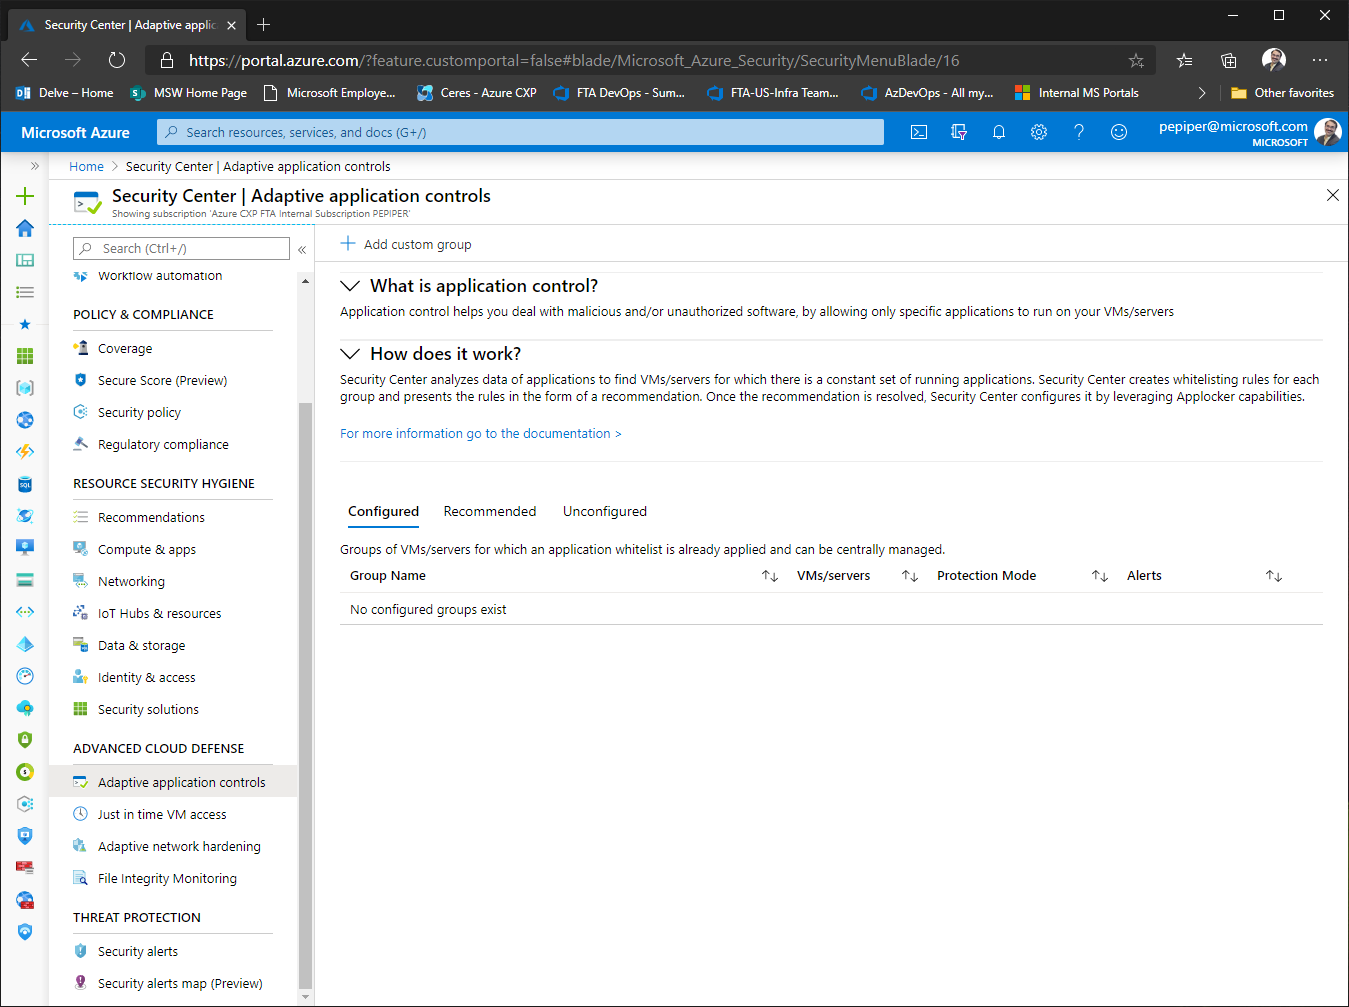 Security Center | Adaptive applic
https://portal.azure.com/?feature.customportal=false#blade/Microsoft_Azure_Security/SecurityMenuBlade/16
Delve – Home
MSW Home Page
Microsoft Employe...
Ceres - Azure CXP
FTA DevOps - Sum...
FTA-US-Infra Team...
AzDevOps - All my...
Internal MS Portals
Other favorites
Microsoft Azure
Search resources, services, and docs (G+/)
pepiper@microsoft.com
MICROSOFT
Home > Security Center | Adaptive application controls
Security Center | Adaptive application controls
Showing subscription 'Azure CXP FTA Internal Subscription PEPIPER'
Search (Ctrl+/)
«
Workflow automation
POLICY & COMPLIANCE
Coverage
Secure Score (Preview)
Security policy
Regulatory compliance
RESOURCE SECURITY HYGIENE
Recommendations
Compute & apps
Networking
IoT Hubs & resources
Data & storage
Identity & access
Security solutions
ADVANCED CLOUD DEFENSE
Adaptive application controls
Just in time VM access
Adaptive network hardening
File Integrity Monitoring
THREAT PROTECTION
Security alerts
Security alerts map (Preview)
Add custom group
What is application control?
Application control helps you deal with malicious and/or unauthorized software, by allowing only specific applications to run on your VMs/servers
How does it work?
Security Center analyzes data of applications to find VMs/servers for which there is a constant set of running applications. Security Center creates whitelisting rules for each
group and presents the rules in the form of a recommendation. Once the recommendation is resolved, Security Center configures it by leveraging Applocker capabilities.
For more information go to the documentation >
Configured
Recommended
Unconfigured
Groups of VMs/servers for which an application whitelist is already applied and can be centrally managed.
Group Name
VMs/servers
Protection Mode
Alerts
No configured groups exist